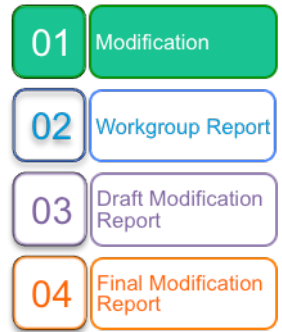 01 Modification
02 Workgroup Report
03 Draft Modification
Report
04 Final Modification
Report